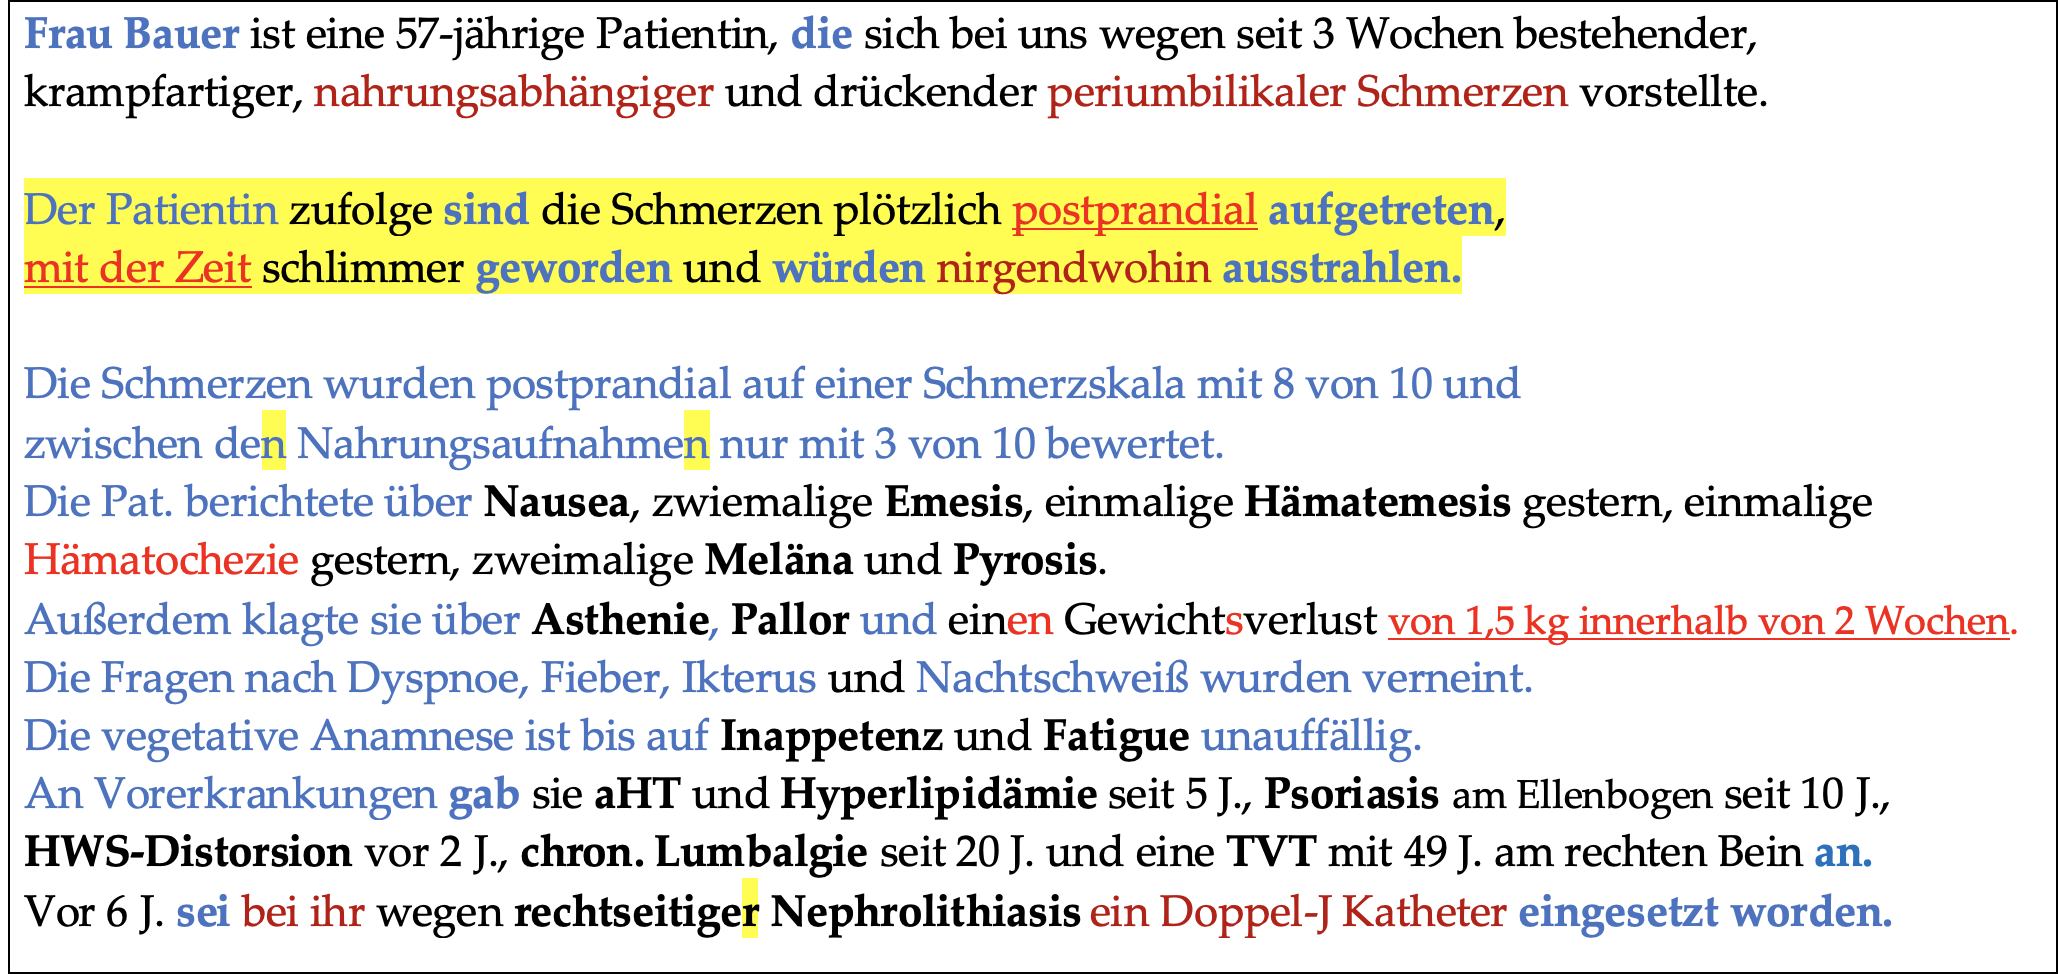 Frau Bauer ist eine 57-jährige Patientin, die sich bei uns wegen seit 3 Wochen bestehender,
krampfartiger, nahrungsabhängiger und drückender periumbilikaler Schmerzen vorstellte.
Der Patientin zufolge sind die Schmerzen plötzlich postprandial aufgetreten,
mit der Zeit schlimmer geworden und würden nirgendwohin ausstrahlen.
Die Schmerzen wurden postprandial auf einer Schmerzskala mit 8 von 10 und
zwischen den Nahrungsaufnahmen nur mit 3 von 10 bewertet.
Die Pat. berichtete über Nausea, zwiemalige Emesis, einmalige Hämatemesis gestern, einmalige
Hämatochezie gestern, zweimalige Meläna und Pyrosis.
Außerdem klagte sie über Asthenie, Pallor und einen Gewichtsverlust von 1,5 kg innerhalb von 2 Wochen.
Die Fragen nach Dyspnoe, Fieber, Ikterus und Nachtschweiß wurden verneint.
Die vegetative Anamnese ist bis auf Inappetenz und Fatigue unauffällig.
An Vorerkrankungen gab sie aHT und Hyperlipidämie seit 5 J., Psoriasis am Ellenbogen seit 10 J.,
HWS-Distorsion vor 2 J., chron. Lumbalgie seit 20 J. und eine TVT mit 49 J. am rechten Bein an.
Vor 6 J. sei bei ihr wegen rechtseitiger Nephrolithiasis ein Doppel-J Katheter eingesetzt worden.